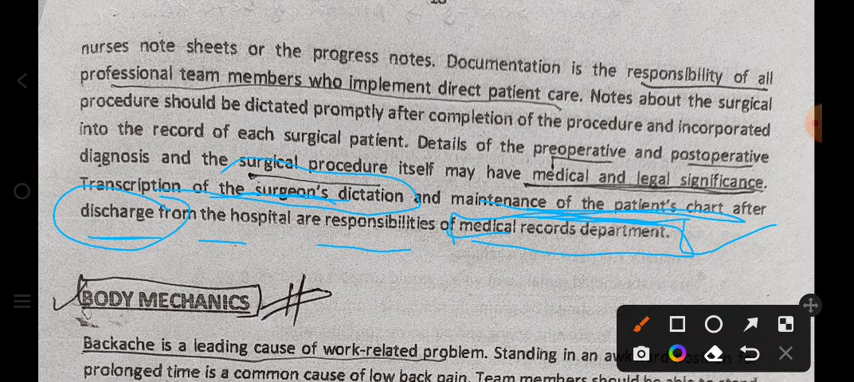 nurses note sheets or the progress notes. Documentation is the responsibility of all
professional team members who implement direct patient care. Notes about the surgical
procedure should be dictated promptly after completion of the procedure and incorporated
into the record of each surgical patient. Details of the preoperative and postoperative
diagnosis and the surgical procedure itself may have medical and legal significance.
Transcription of the surgeon's dictation and maintenance of the patient's chart after
discharge from the hospital are responsibilities of medical records department.
BODY MECHANICS
Backache is a leading cause of work-related problem. Standing in an
prolonged time is a common cause of low back pain. Team members should be able to stand